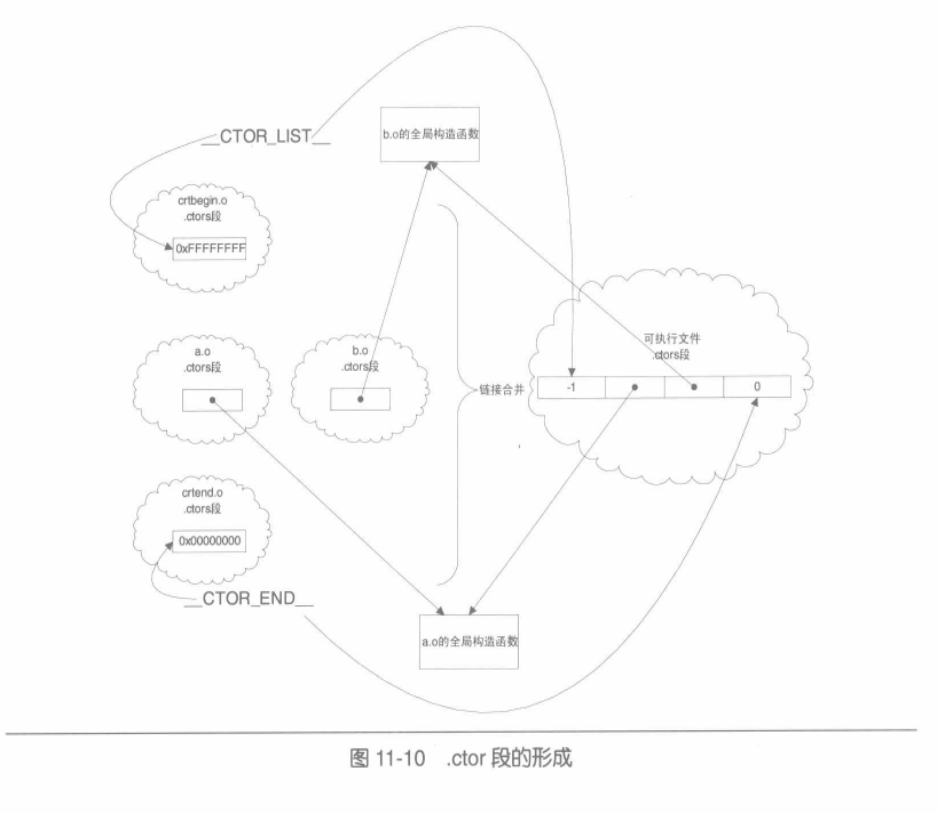 b.o的全局构造函数
__CTOR_LIST__
crtbegin.o
.ctors段
0xFFFFFFFF
a.o
.ctors段
b.o
.ctors段
链接合并
可执行文件
.ctors段
-1
0
crtend.o
.ctors段
0x00000000
__CTOR_END__
a.o的全局构造函数
图 11-10 .ctor 段的形成